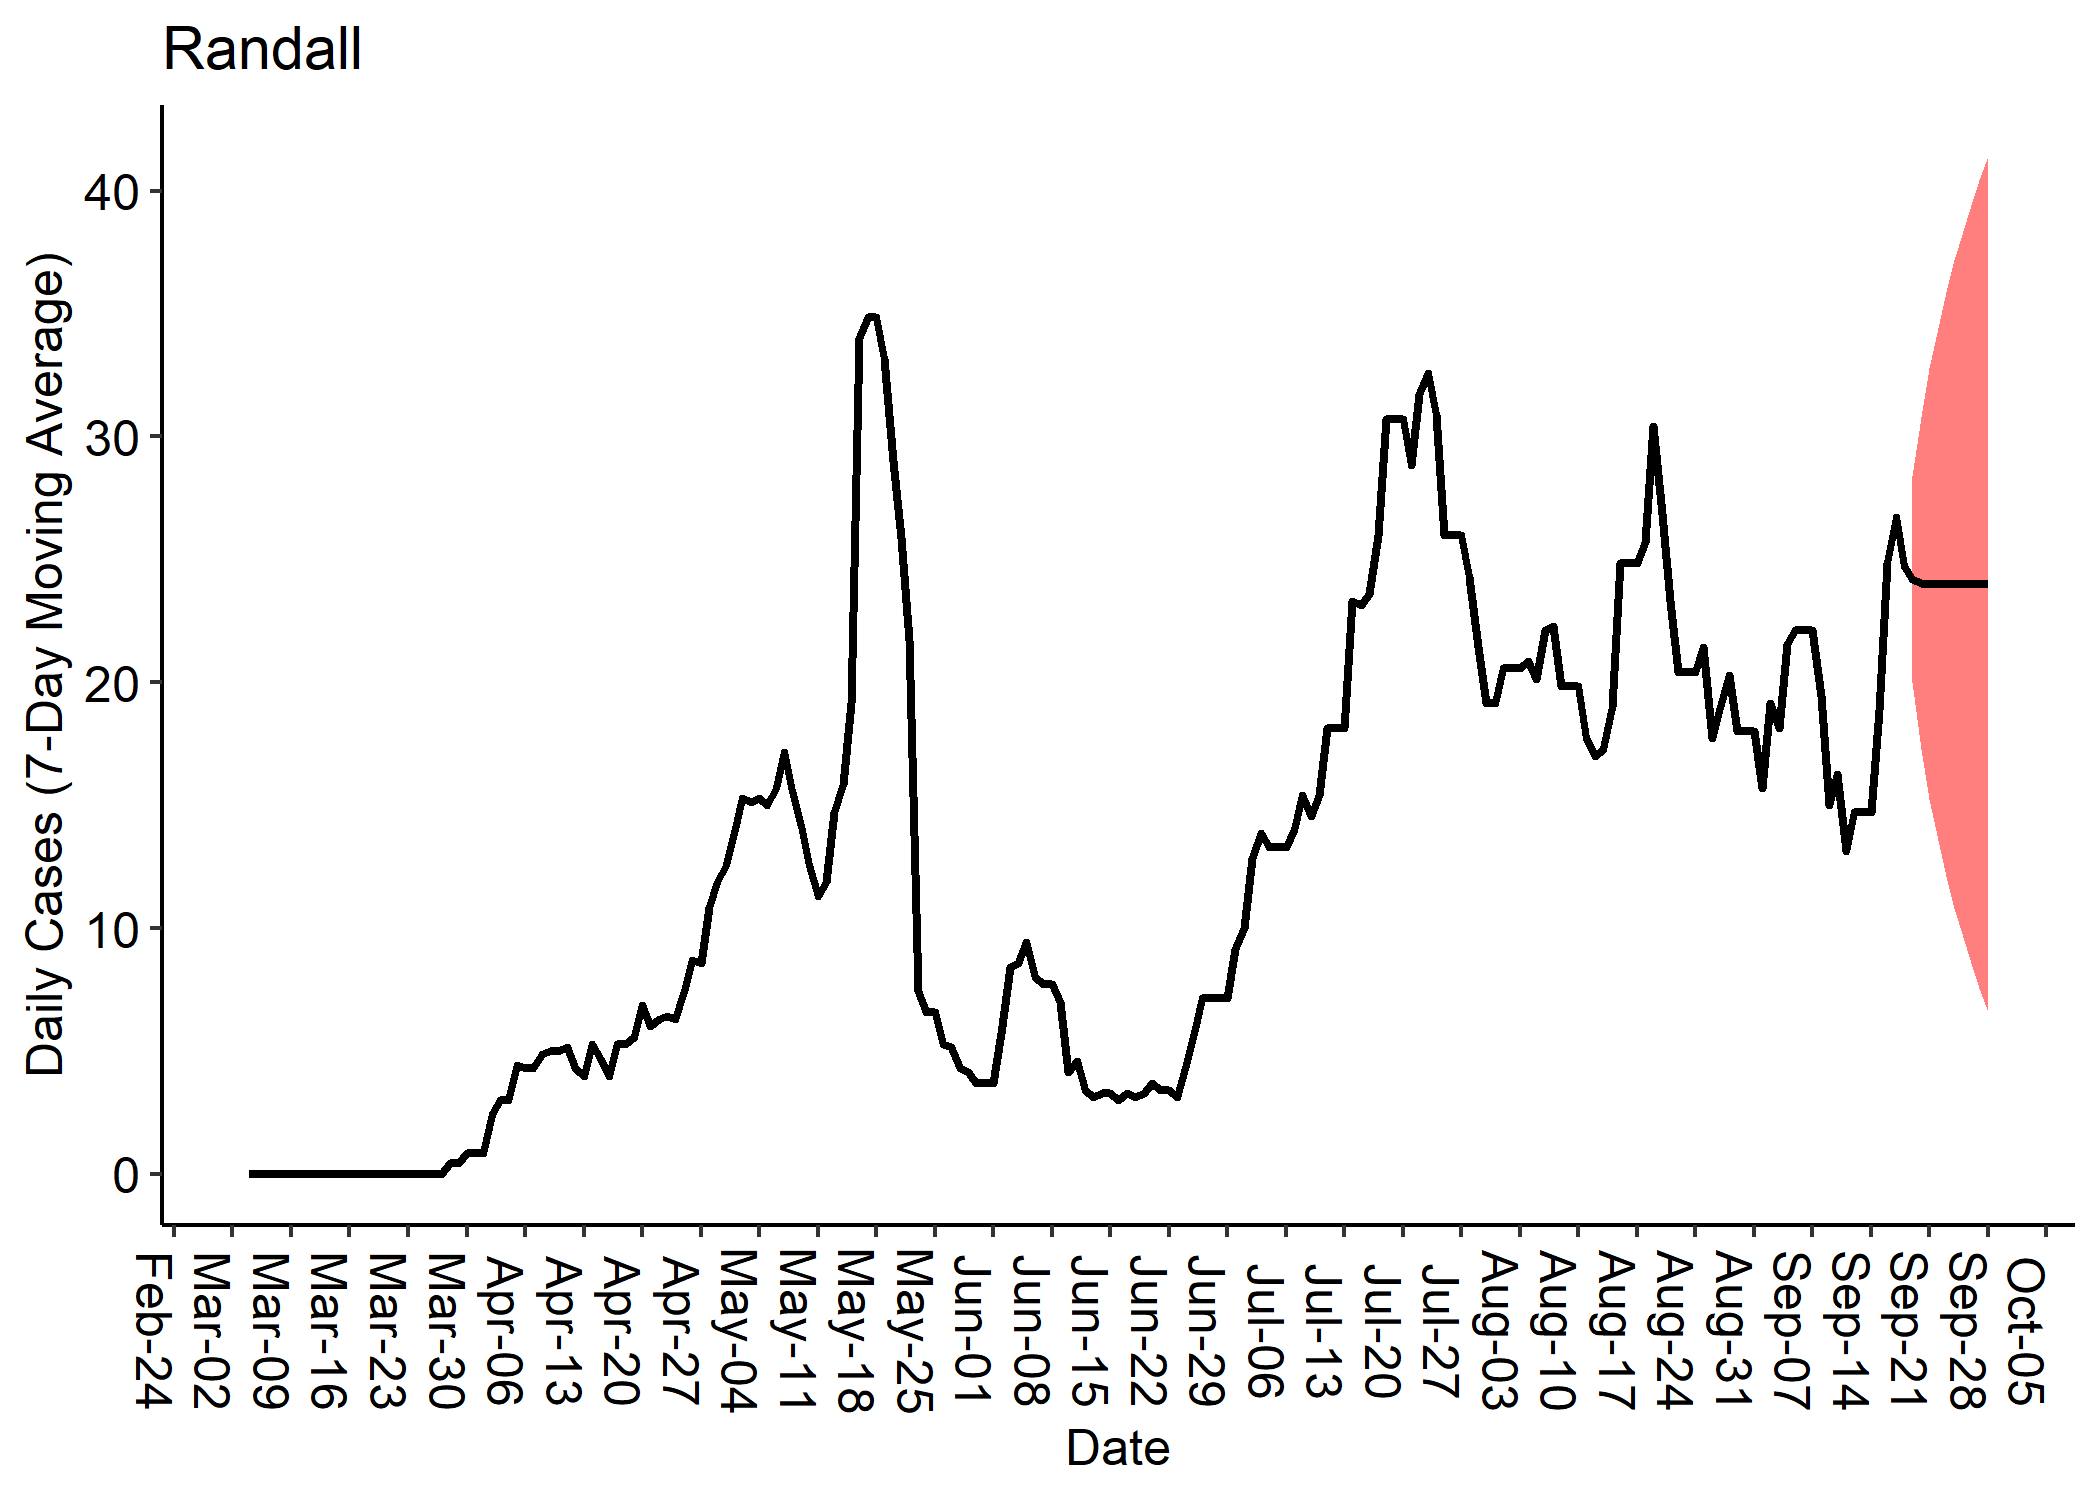 Randall
Daily Cases (7-Day Moving Average)
40
30
20
10
0
Feb-24
Mar-02
Mar-09
Mar-16
Mar-23
Mar-30
Apr-06
Apr-13
Apr-20
Apr-27
May-04
May-11
May-18
May-25
Jun-01
Jun-08
Jun-15
Jun-22
Jun-29
Jul-06
Jul-13
Jul-20
Jul-27
Aug-03
Aug-10
Aug-17
Aug-24
Aug-31
Sep-07
Sep-14
Sep-21
Sep-28
Oct-05
Date